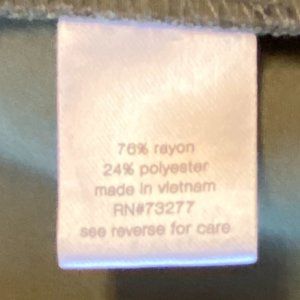 76% rayon
24% polyester
made in vietnam
RN#73277
see reverse for care